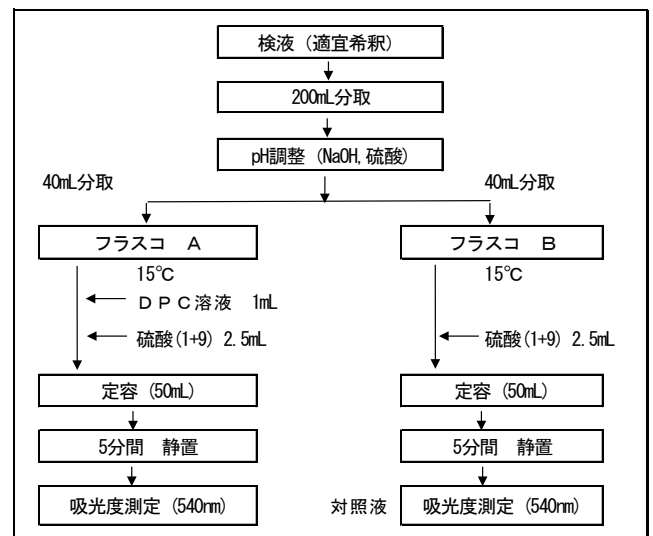 検液（適宜希釈）
200mL分取
pH調整（NaOH, 硫酸）
40mL分取
40mL分取
フラスコ　Ａ
フラスコ　Ｂ
15℃
15℃
ＤＰＣ溶液　1mL
硫酸(1+9) 2.5mL
硫酸(1+9) 2.5mL
定容（50mL）
定容（50mL）
5分間　静置
5分間　静置
吸光度測定（540nm）
対照液
吸光度測定（540nm）